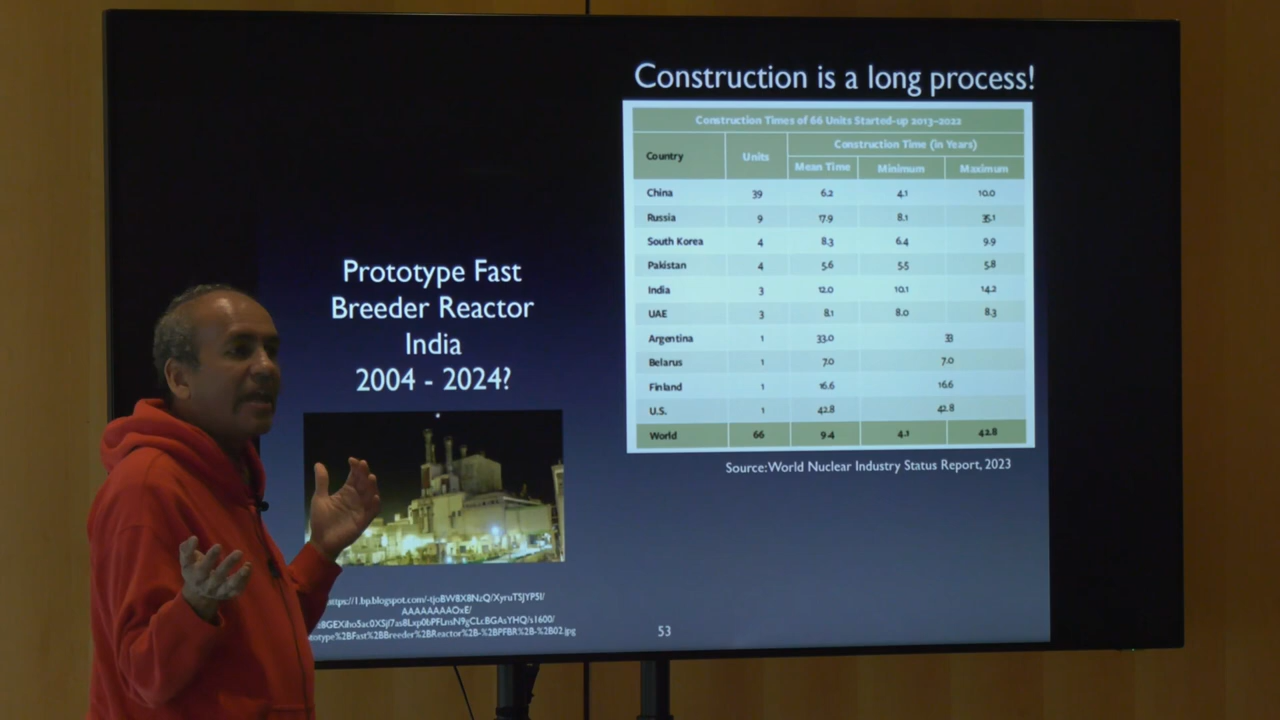 Construction is a long process!
Construction Times of 66 Units Started-up 2013–2022
Country Units Construction Time (in Years)
Mean Time Minimum Maximum
China 39 6.2 4.1 10.0
Russia 9 17.9 8.1 35.1
South Korea 4 8.3 6.4 9.9
Pakistan 4 5.6 5.5 5.8
India 3 12.0 10.1 14.2
UAE 3 8.1 8.0 8.3
Argentina 1 33.0 33
Belarus 1 7.0 7.0
Finland 1 16.6 16.6
U.S. 1 42.8 42.8
World 66 9.4 4.1 42.8
Source: World Nuclear Industry Status Report, 2023
Prototype Fast
Breeder Reactor
India
2004 - 2024?
53